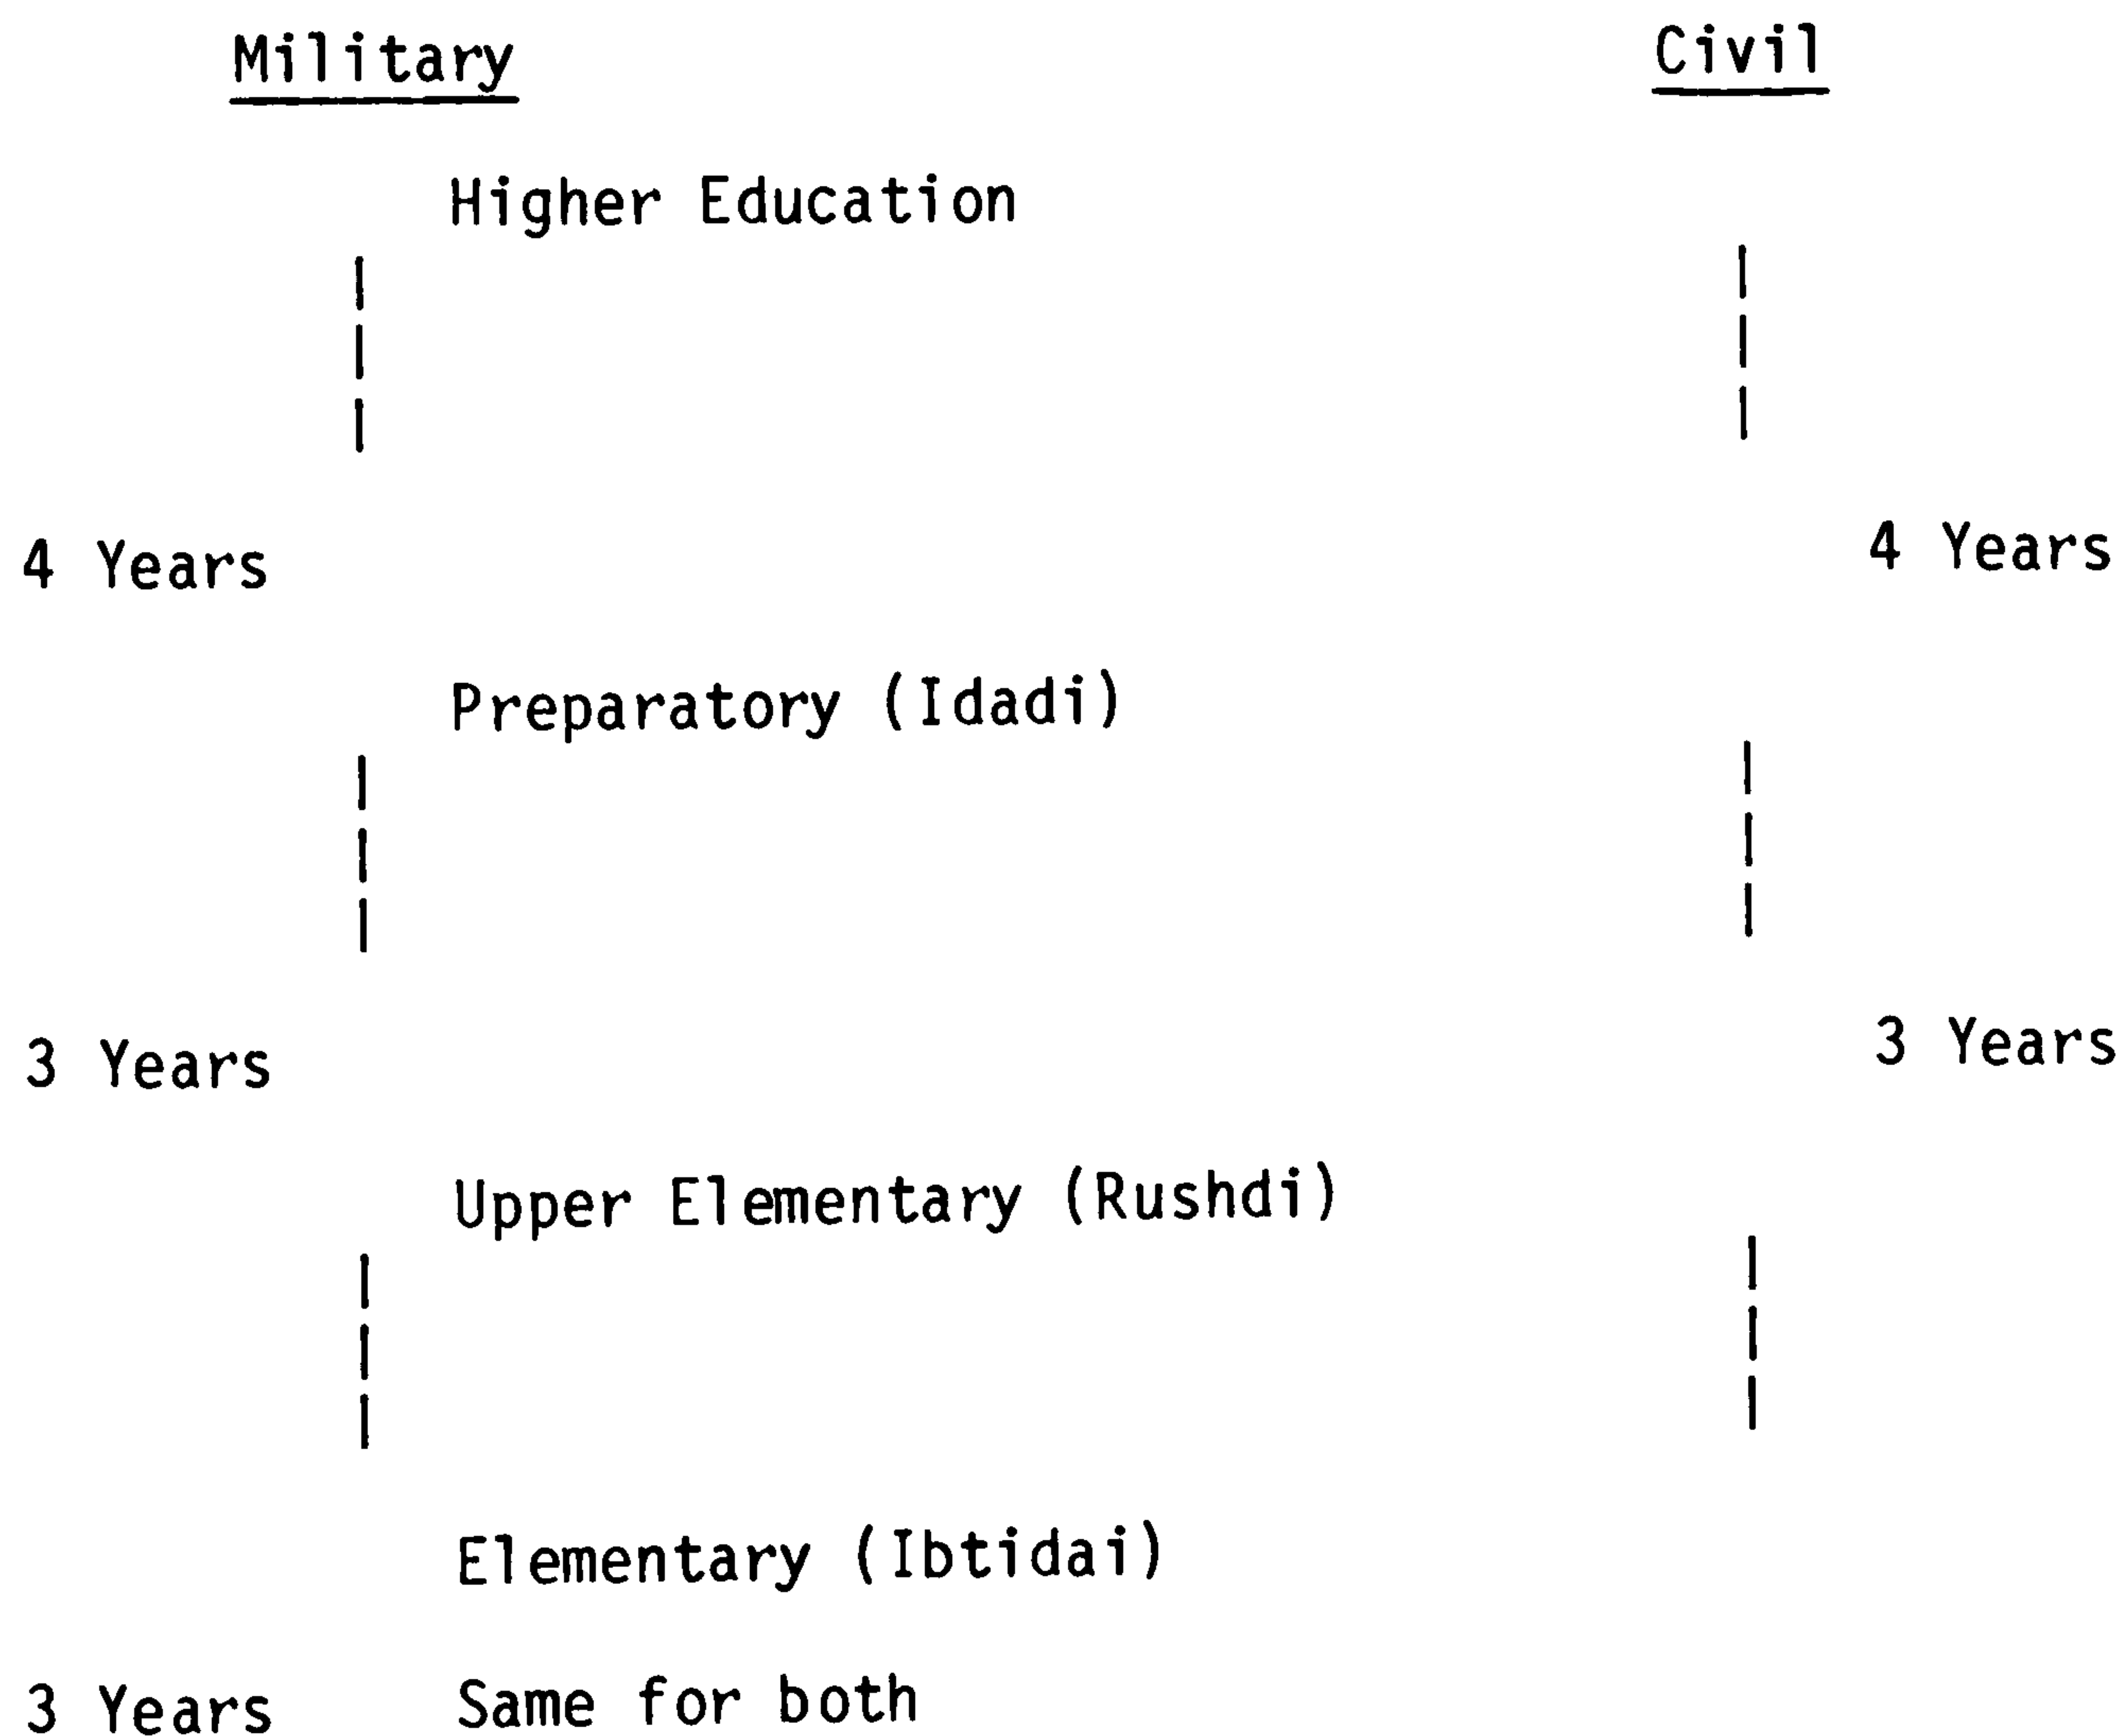 Military Civil
Higher Education
4 Years 4 Years
Preparatory (Idadi)
3 Years 3 Years
Upper Elementary (Rushdi)
Elementary (Ibtidai)
3 Years Same for both